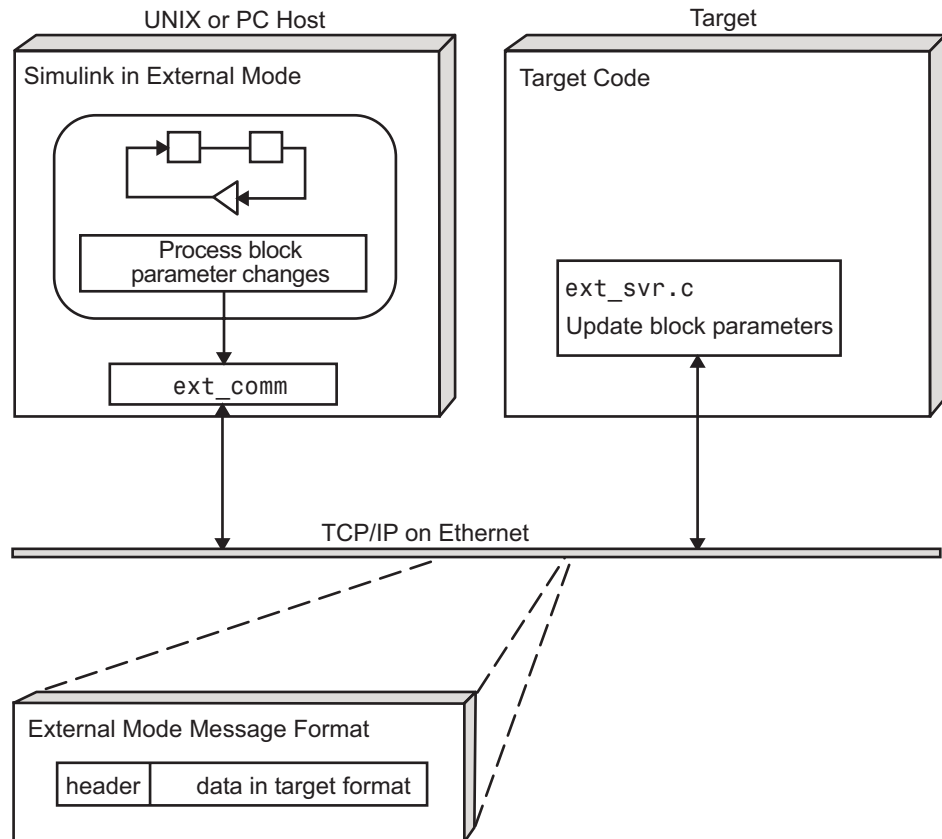 UNIX or PC Host
Target
Simulink in External Mode
Target Code
Process block
parameter changes
ext_svr.c
Update block parameters
ext_comm
TCP/IP on Ethernet
External Mode Message Format
header
data in target format